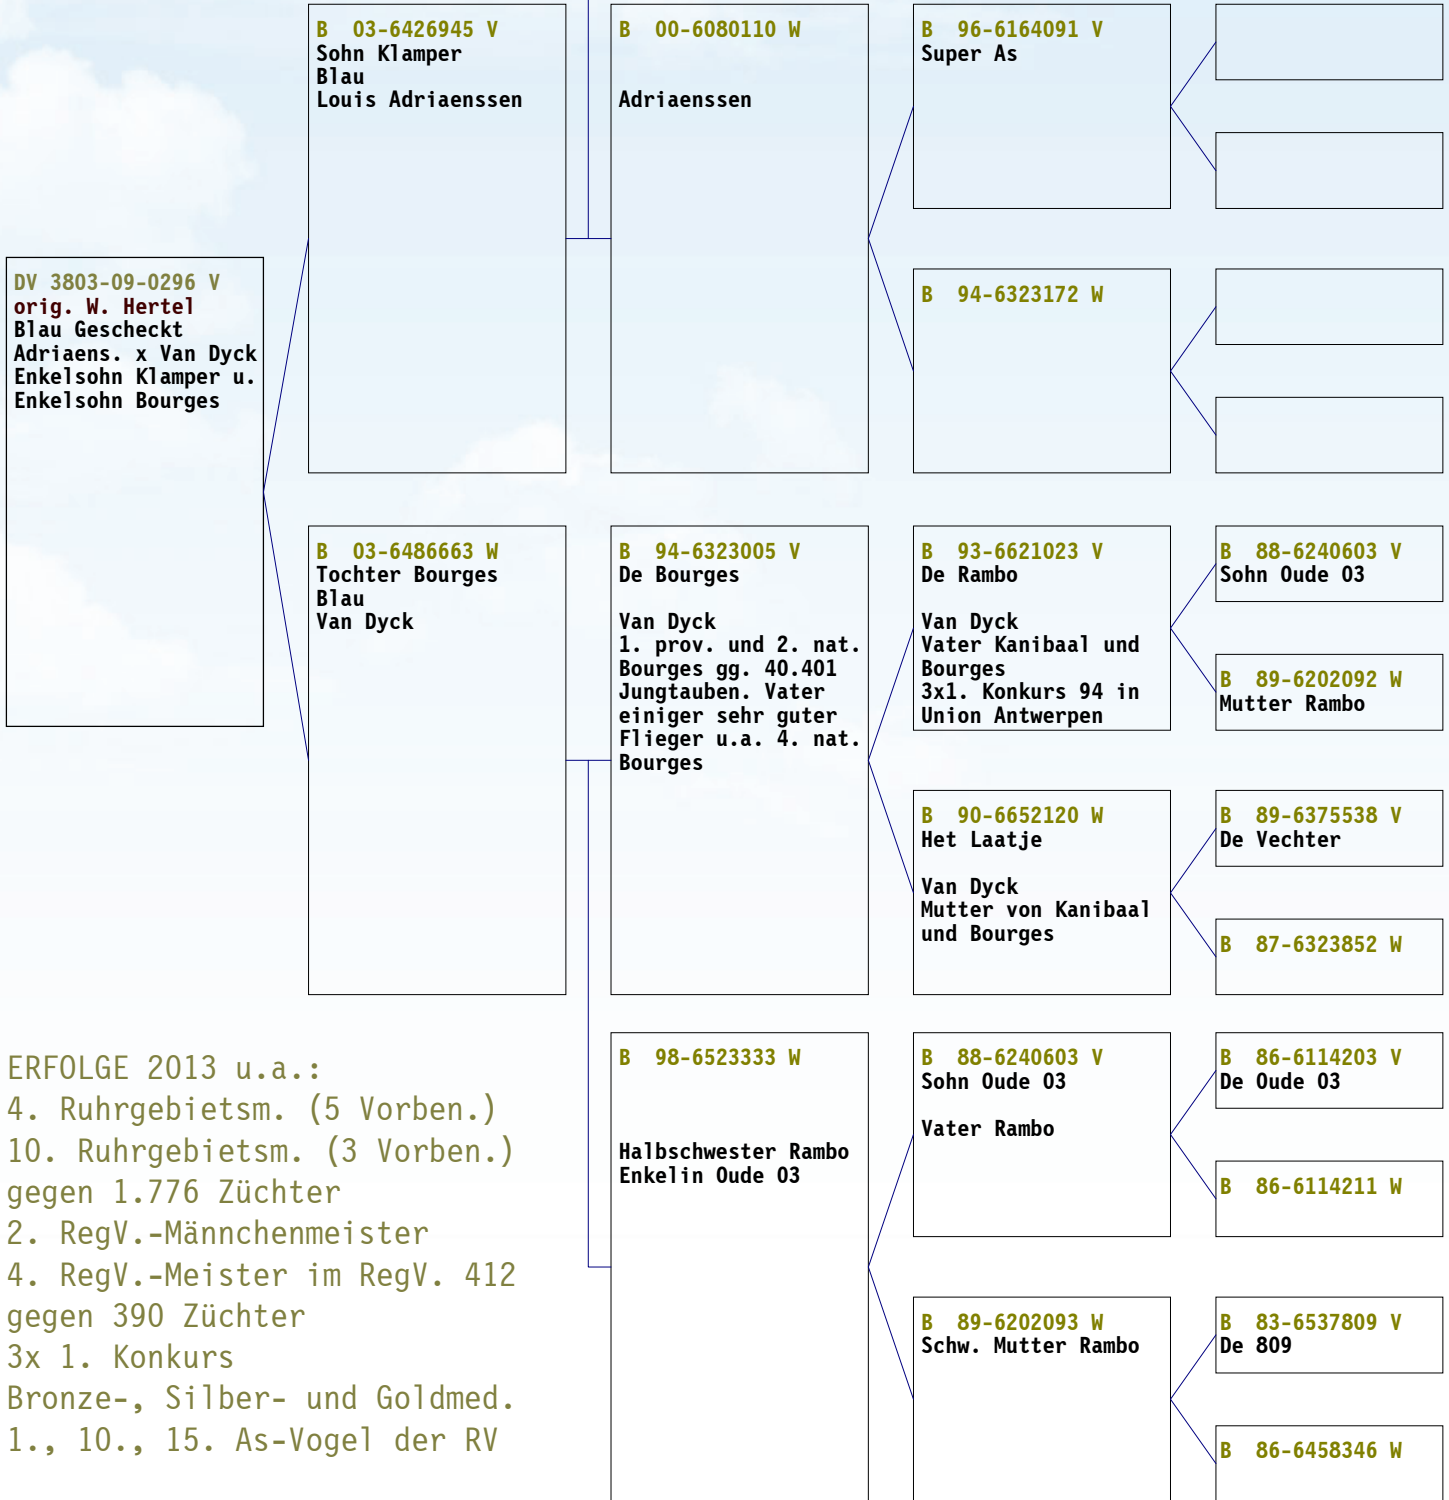 B  03-6426945 V
Sohn Klamper
Blau
Louis Adriaenssen
B  00-6080110 W
Adriaenssen
B  96-6164091 V
Super As
DV 3803-09-0296 V
orig. W. Hertel
Blau Gescheckt
Adriaens. x Van Dyck
Enkelsohn Klamper u.
Enkelsohn Bourges
B  94-6323172 W
B  03-6486663 W
Tochter Bourges
Blau
Van Dyck
B  94-6323005 V
De Bourges
Van Dyck
1. prov. und 2. nat.
Bourges gg. 40.401
Jungtauben. Vater
einiger sehr guter
Flieger u.a. 4. nat.
Bourges
B  93-6621023 V
De Rambo
Van Dyck
Vater Kanibaal und
Bourges
3x1. Konkurs 94 in
Union Antwerpen
B  88-6240603 V
Sohn Oude 03
B  89-6202092 W
Mutter Rambo
B  90-6652120 W
Het Laatje
Van Dyck
Mutter von Kanibaal
und Bourges
B  89-6375538 V
De Vechter
B  87-6323852 W
B  98-6523333 W
Halbschwester Rambo
Enkelin Oude 03
B  88-6240603 V
Sohn Oude 03
Vater Rambo
B  86-6114203 V
De Oude 03
B  86-6114211 W
B  89-6202093 W
Schw. Mutter Rambo
B  83-6537809 V
De 809
B  86-6458346 W
ERFOLGE 2013 u.a.:
4. Ruhrgebietsm. (5 Vorben.)
10. Ruhrgebietsm. (3 Vorben.)
gegen 1.776 Züchter
2. RegV.-Männchenmeister
4. RegV.-Meister im RegV. 412
gegen 390 Züchter
3x 1. Konkurs
Bronze-, Silber- und Goldmed.
1., 10., 15. As-Vogel der RV